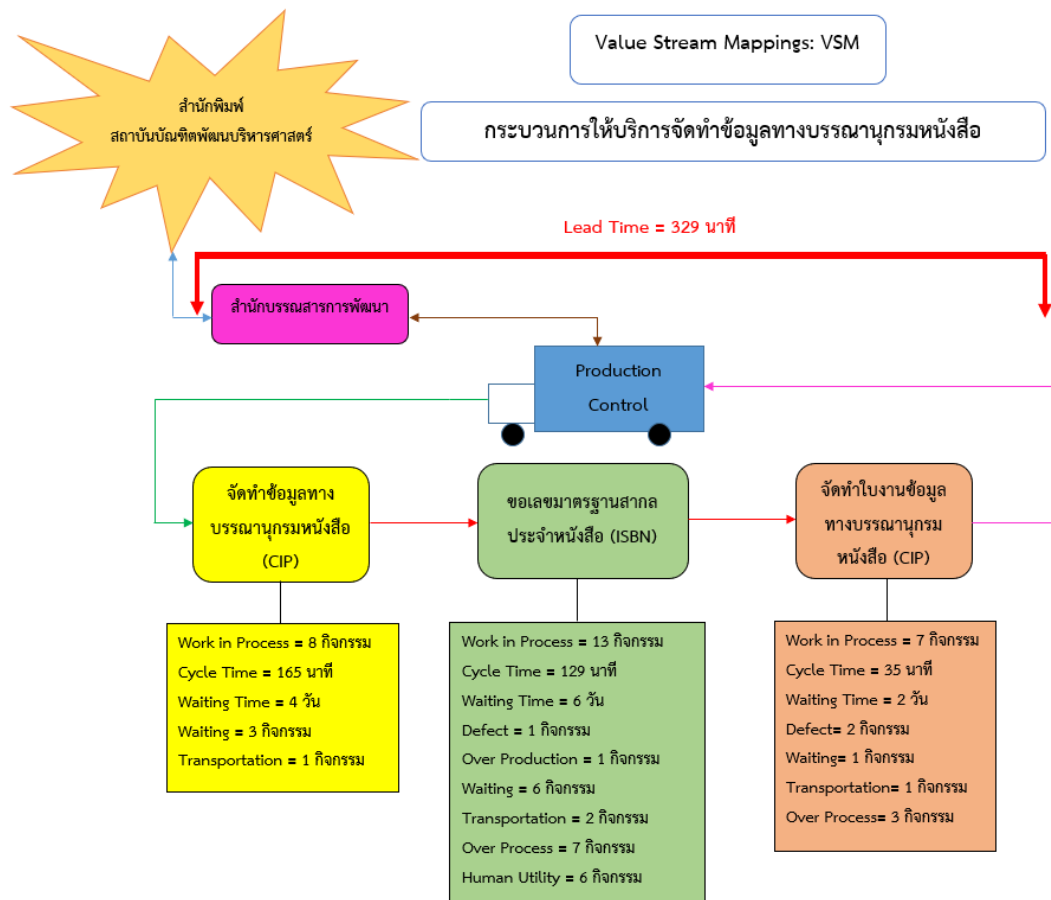 Value Stream Mappings: VSM
สำนักพิมพ์
สถาบันบัณฑิตพัฒนบริหารศาสตร์
กระบวนการให้บริการจัดทำข้อมูลทางบรรณานุกรมหนังสือ
Lead Time = 329 นาที
สำนักบรรณสารการพัฒนา
Production
Control
จัดทำข้อมูลทาง
บรรณานุกรมหนังสือ
(CIP)
ขอเลขมาตรฐานสากล
ประจำหนังสือ (ISBN)
จัดทำใบงานข้อมูล
ทางบรรณานุกรม
หนังสือ (CIP)
Work in Process = 8 กิจกรรม
Cycle Time = 165 นาที
Waiting Time = 4 วัน
Waiting = 3 กิจกรรม
Transportation = 1 กิจกรรม
Work in Process = 13 กิจกรรม
Cycle Time = 129 นาที
Waiting Time = 6 วัน
Defect = 1 กิจกรรม
Over Production = 1 กิจกรรม
Waiting = 6 กิจกรรม
Transportation = 2 กิจกรรม
Over Process = 7 กิจกรรม
Human Utility = 6 กิจกรรม
Work in Process = 7 กิจกรรม
Cycle Time = 35 นาที
Waiting Time = 2 วัน
Defect= 2 กิจกรรม
Waiting= 1 กิจกรรม
Transportation= 1 กิจกรรม
Over Process= 3 กิจกรรม